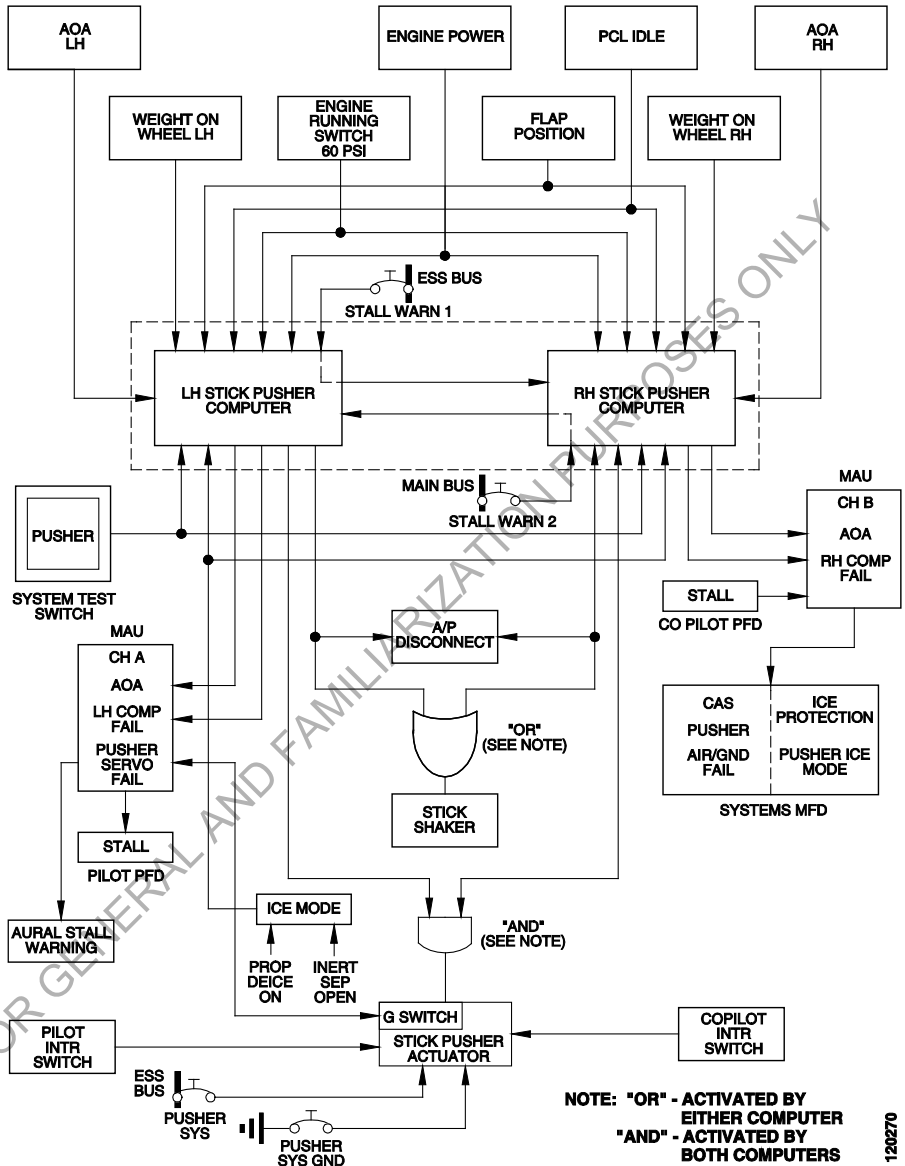 AOA
LH
ENGINE POWER
PCL IDLE
AOA
RH
WEIGHT ON
WHEEL LH
ENGINE
RUNNING
SWITCH
60 PSI
FLAP
POSITION
WEIGHT ON
WHEEL RH
ESS BUS
STALL WARN 1
LH STICK PUSHER
COMPUTER
RH STICK PUSHER
COMPUTER
MAIN BUS
STALL WARN 2
PUSHER
SYSTEM TEST
SWITCH
MAU
CH B
AOA
RH COMP
FAIL
STALL
CO PILOT PFD
A/P
DISCONNECT
MAU
CH A
AOA
LH COMP
FAIL
PUSHER
SERVO
FAIL
"OR"
(SEE NOTE)
CAS
PUSHER
AIR/GND
FAIL
ICE
PROTECTION
PUSHER ICE
MODE
SYSTEMS MFD
STICK
SHAKER
STALL
PILOT PFD
ICE MODE
AURAL STALL
WARNING
"AND"
(SEE NOTE)
PROP
DEICE
ON
INERT
SEP
OPEN
G SWITCH
STICK PUSHER
ACTUATOR
PILOT
INTR
SWITCH
COPILOT
INTR
SWITCH
ESS
BUS
PUSHER
SYS
PUSHER
SYS GND
NOTE: "OR" - ACTIVATED BY
EITHER COMPUTER
"AND" - ACTIVATED BY
BOTH COMPUTERS
120270
FOR GENERAL AND FAMILIARIZATION PURPOSES ONLY